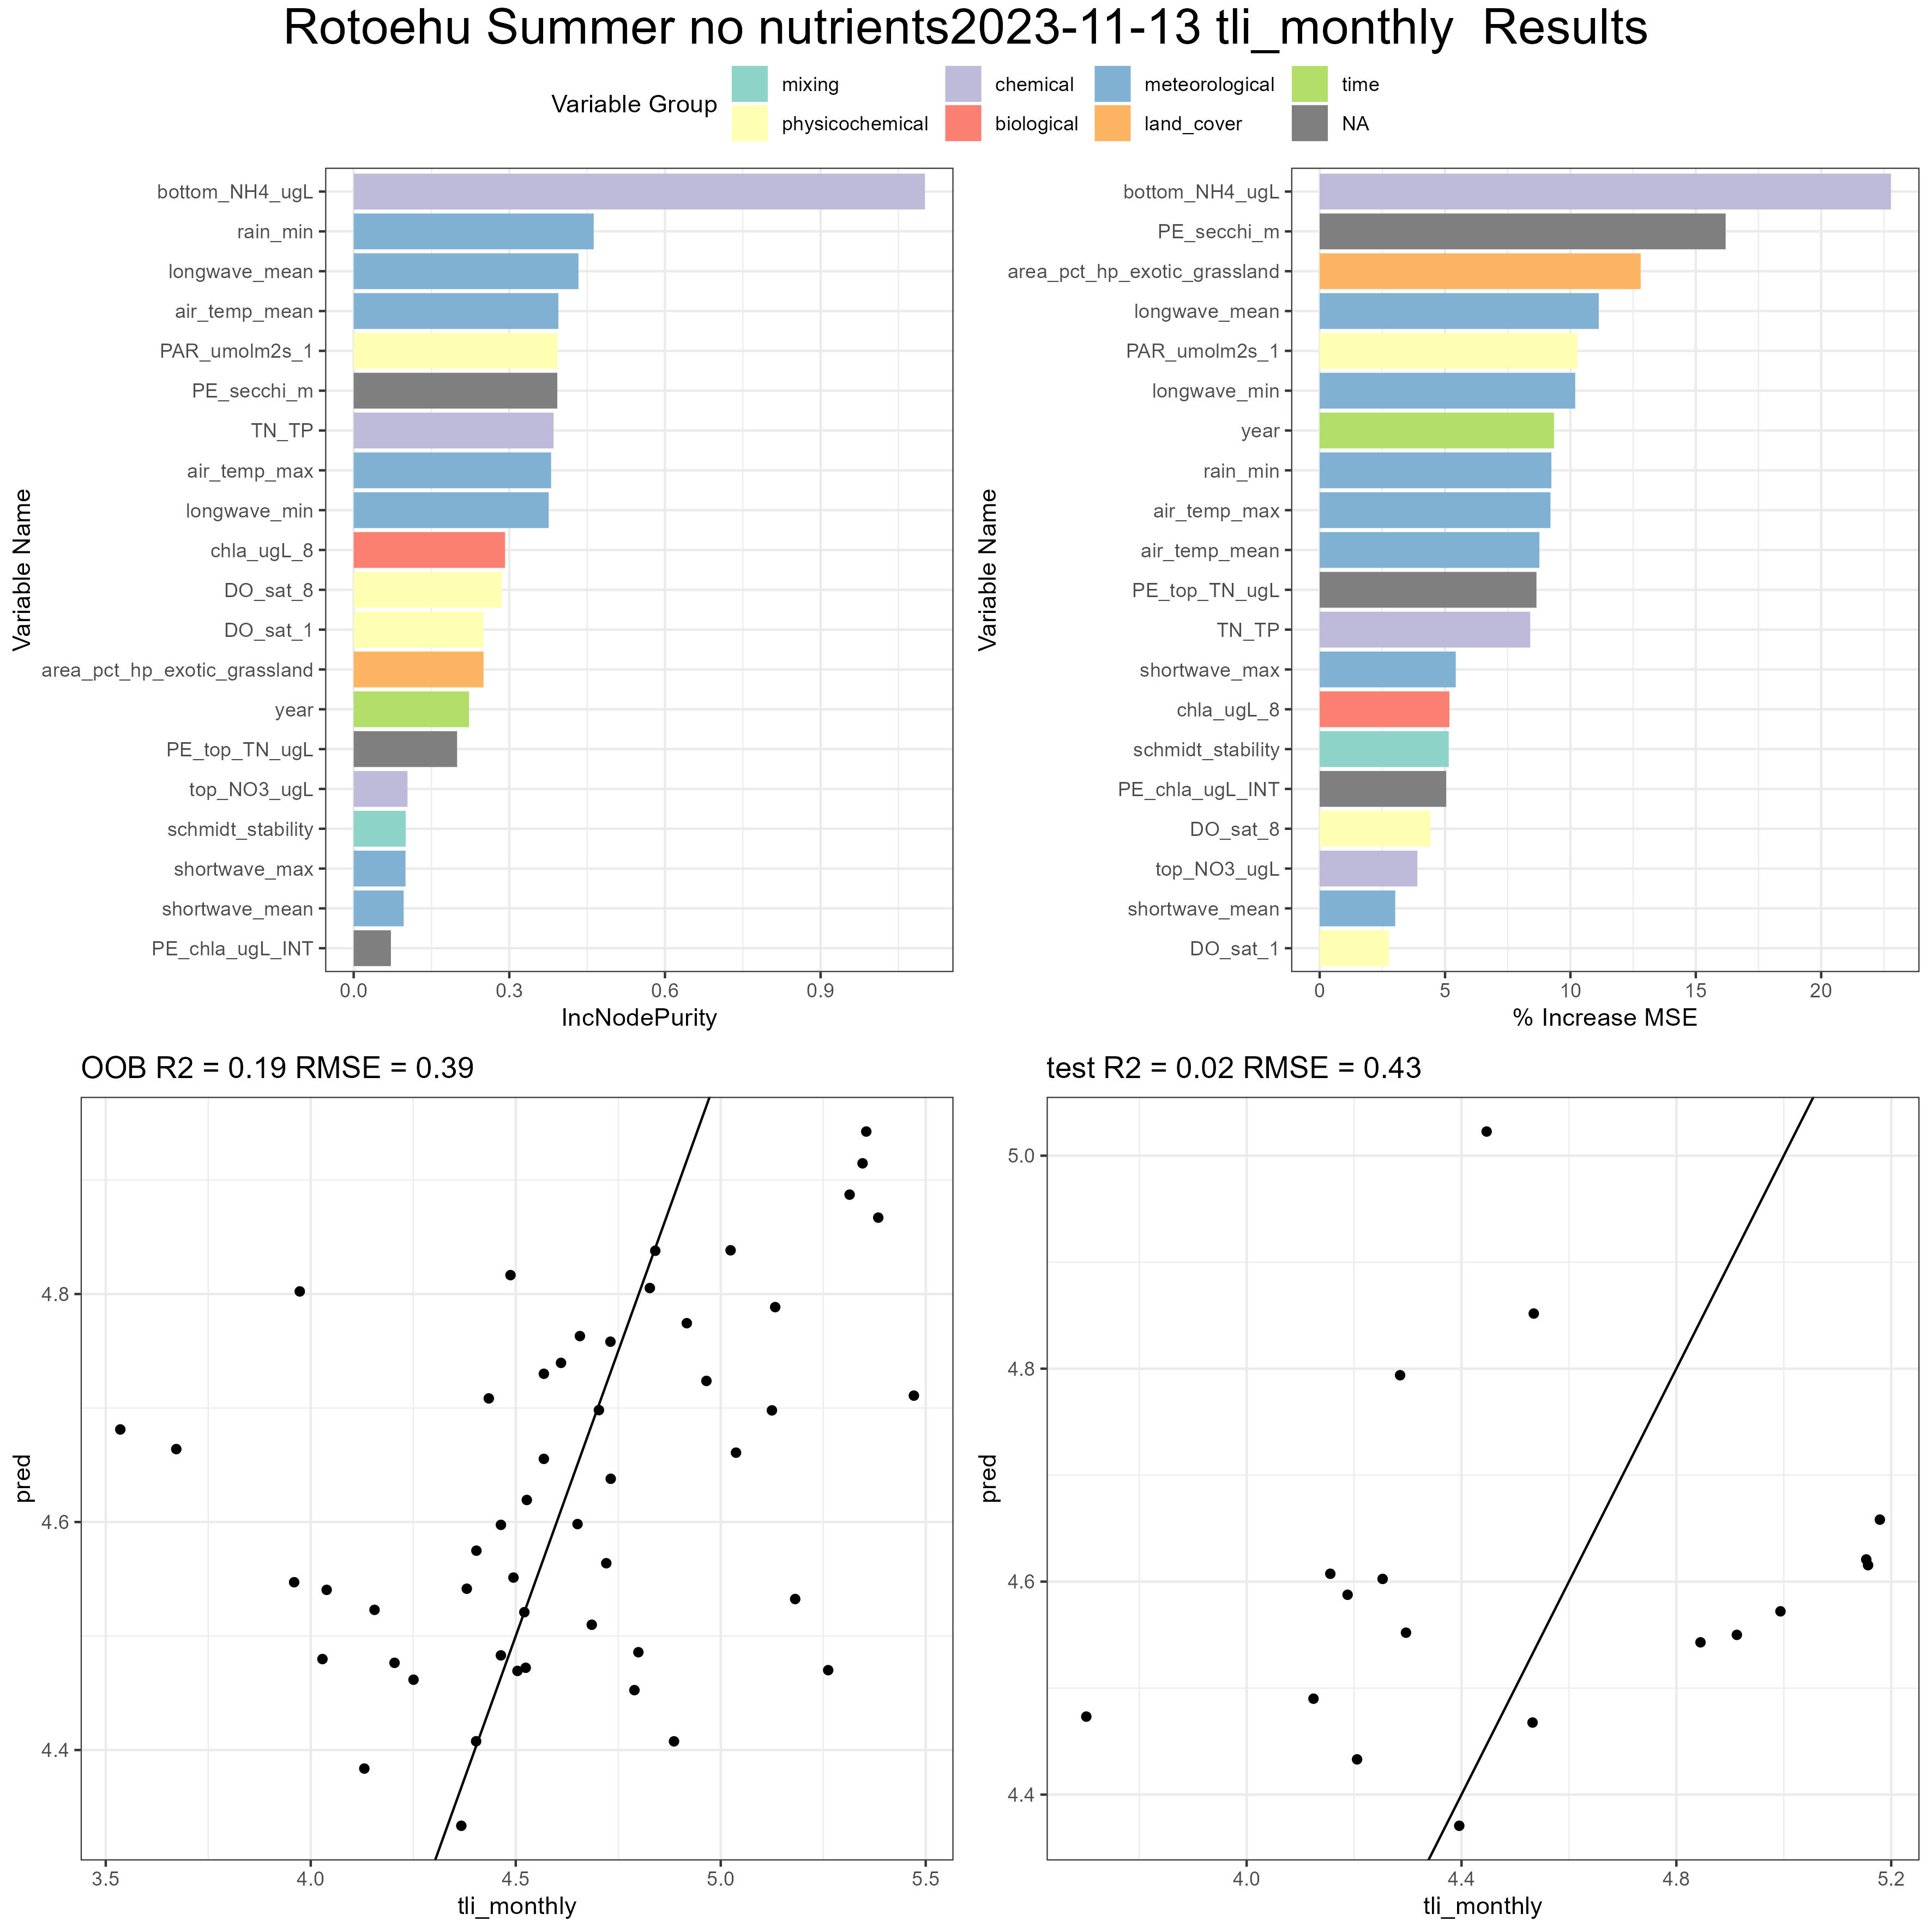 Rotoehu Summer no nutrients2023-11-13 tli_monthly  Results
Variable Group
mixing
chemical
meteorological
time
physicochemical
biological
land_cover
NA
Variable Name
bottom_NH4_ugL
rain_min
longwave_mean
air_temp_mean
PAR_umolm2s_1
PE_secchi_m
TN_TP
air_temp_max
longwave_min
chla_ugL_8
DO_sat_8
DO_sat_1
area_pct_hp_exotic_grassland
year
PE_top_TN_ugL
top_NO3_ugL
schmidt_stability
shortwave_max
shortwave_mean
PE_chla_ugL_INT
0.0 0.3 0.6 0.9
IncNodePurity
Variable Name
bottom_NH4_ugL
PE_secchi_m
area_pct_hp_exotic_grassland
longwave_mean
PAR_umolm2s_1
longwave_min
year
rain_min
air_temp_max
air_temp_mean
PE_top_TN_ugL
TN_TP
shortwave_max
chla_ugL_8
schmidt_stability
PE_chla_ugL_INT
DO_sat_8
top_NO3_ugL
shortwave_mean
DO_sat_1
0 5 10 15 20
% Increase MSE
OOB R2 = 0.19 RMSE = 0.39
pred
4.8
4.6
4.4
3.5 4.0 4.5 5.0 5.5
tli_monthly
test R2 = 0.02 RMSE = 0.43
pred
5.0
4.8
4.6
4.4
4.0 4.4 4.8 5.2
tli_monthly